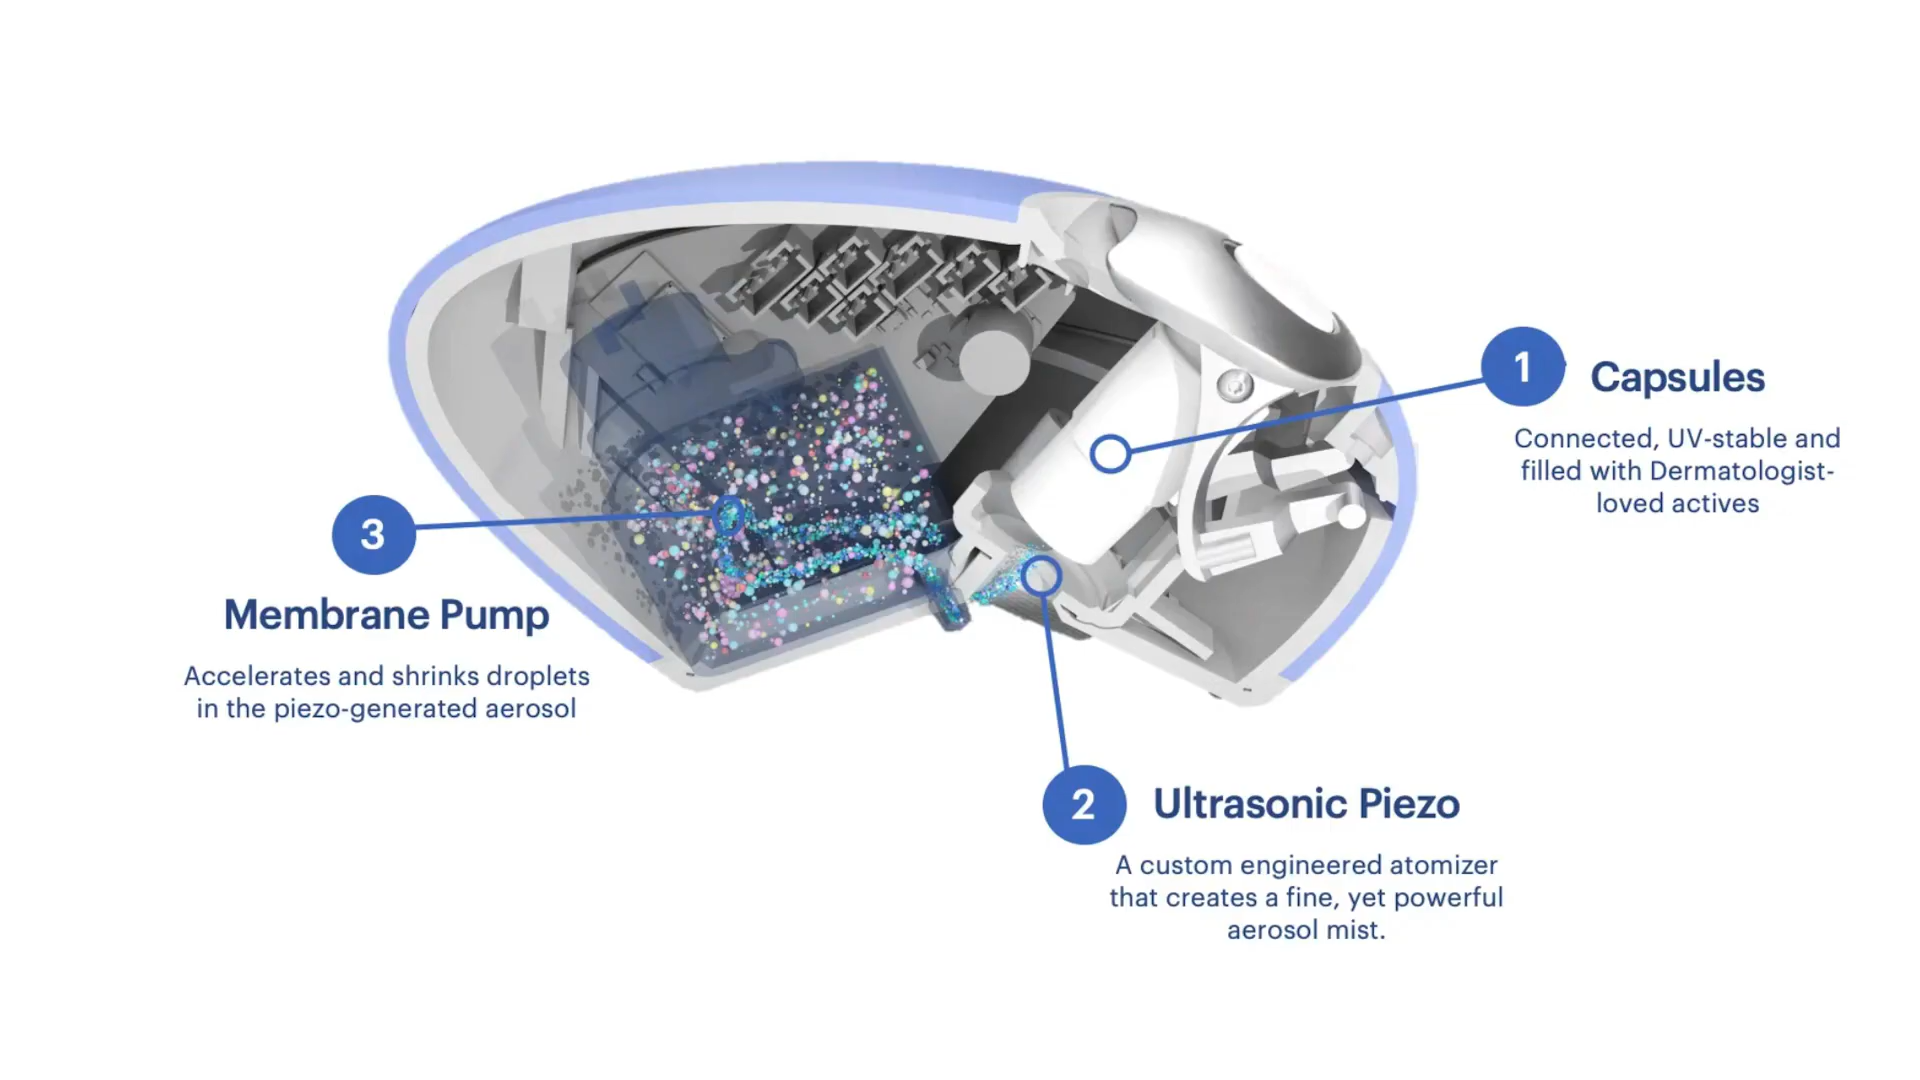 1
Capsules
Connected, UV-stable and
filled with Dermatologist-
loved actives
3
Membrane Pump
Accelerates and shrinks droplets
in the piezo-generated aerosol
2
Ultrasonic Piezo
A custom engineered atomizer
that creates a fine, yet powerful
aerosol mist.